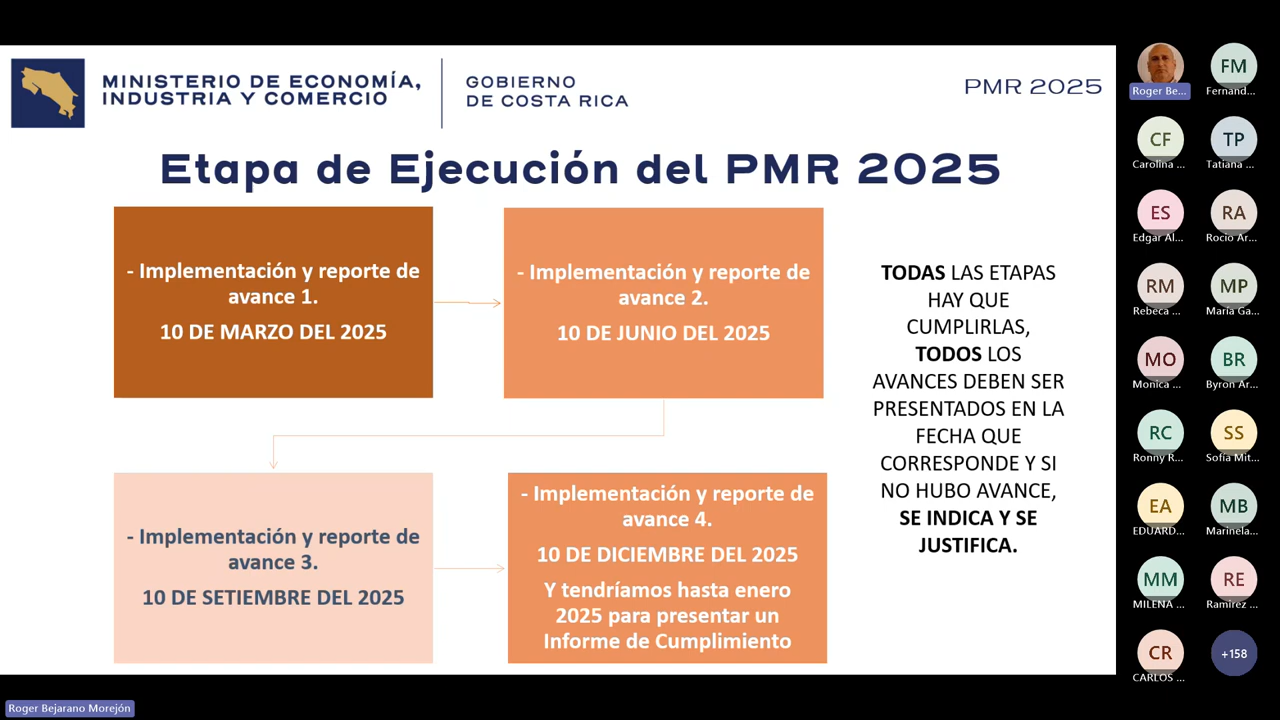 MINISTERIO DE ECONOMÍA,
INDUSTRIA Y COMERCIO
GOBIERNO
DE COSTA RICA
PMR 2025
Etapa de Ejecución del PMR 2025
- Implementación y reporte de
avance 1.
10 DE MARZO DEL 2025
- Implementación y reporte de
avance 2.
10 DE JUNIO DEL 2025
- Implementación y reporte de
avance 3.
10 DE SETIEMBRE DEL 2025
- Implementación y reporte de
avance 4.
10 DE DICIEMBRE DEL 2025
Y tendríamos hasta enero
2025 para presentar un
Informe de Cumplimiento
TODAS LAS ETAPAS
HAY QUE
CUMPLIRLAS,
TODOS LOS
AVANCES DEBEN SER
PRESENTADOS EN LA
FECHA QUE
CORRESPONDE Y SI
NO HUBO AVANCE,
SE INDICA Y SE
JUSTIFICA.
Roger Be...
FM
Fernand...
CF
Carolina ...
TP
Tatiana ...
ES
Edgar Al...
RA
Rocio Ar...
RM
Rebeca ...
MP
María Ga...
MO
Monica ...
BR
Byron Ar...
RC
Ronny R...
SS
Sofía Mit...
EA
EDUARD...
MB
Marinela...
MM
MILENA ...
RE
Ramirez ...
CR
CARLOS ...
+158
Roger Bejarano Morejón